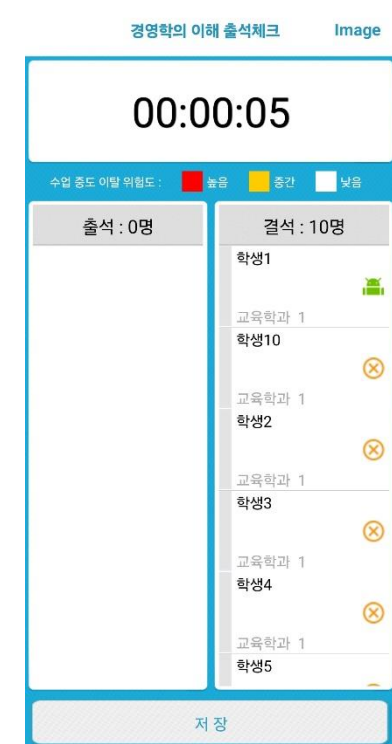 경영학의 이해 출석체크 Image
00:00:05
수업 중도 이탈 위험도 : 높음 중간 낮음
출석 : 0명
결석 : 10명
학생1
교육학과 1
학생10
교육학과 1
학생2
교육학과 1
학생3
교육학과 1
학생4
교육학과 1
학생5
저장